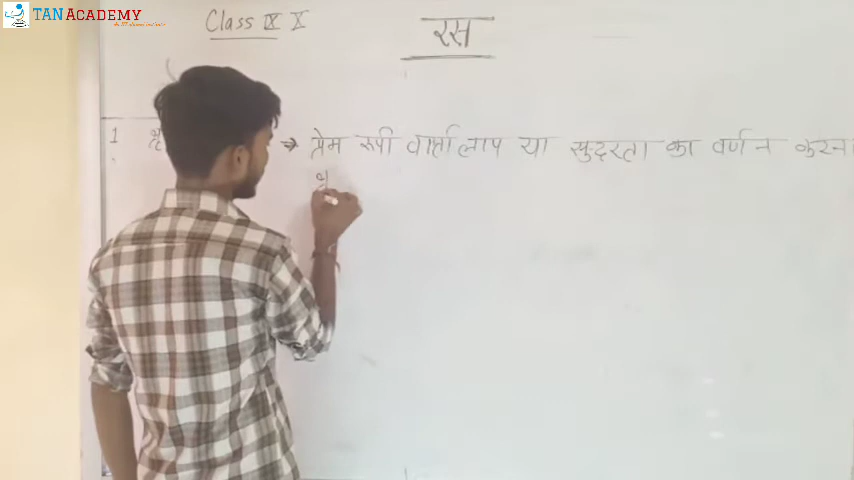 TAN ACADEMY
Class IX X
रस
1 श्रृ → प्रेम रुपी वार्तालाप या सुन्दरता का वर्णन करना
श्रृ